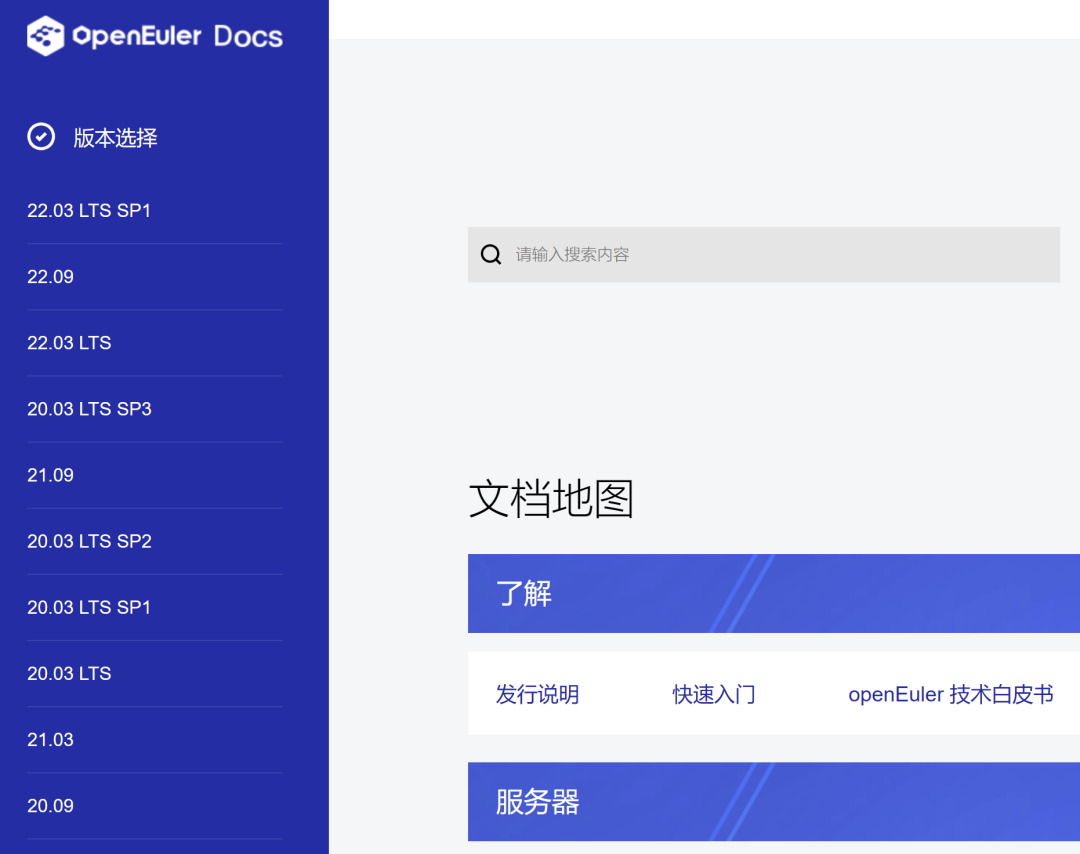 OpenEuler Docs
版本选择
22.03 LTS SP1
22.09
22.03 LTS
20.03 LTS SP3
21.09
20.03 LTS SP2
20.03 LTS SP1
20.03 LTS
21.03
20.09
请输入搜索内容
文档地图
了解
发行说明 快速入门 openEuler 技术白皮书
服务器